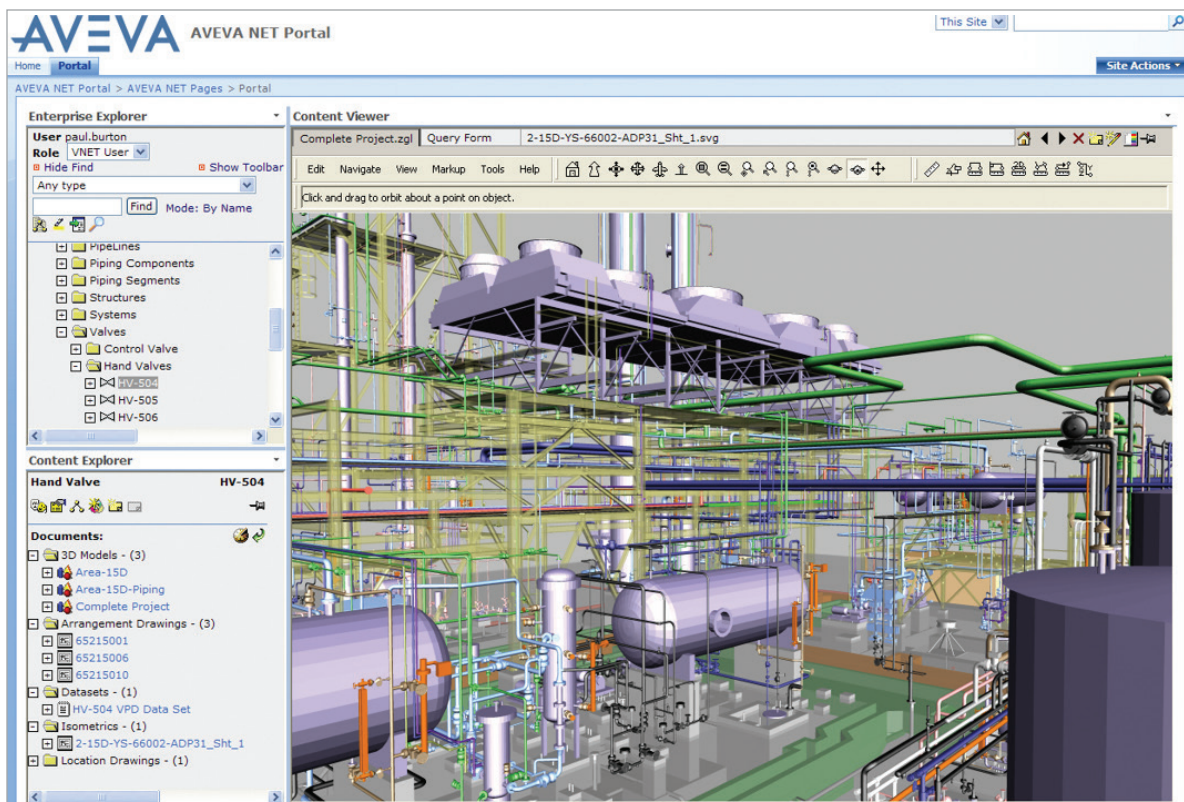 AVEVA AVEVA NET Portal
This Site
Home Portal
Site Actions
AVEVA NET Portal > AVEVA NET Pages > Portal
Enterprise Explorer
User paul.burton
Role VNET User
Hide Find Show Toolbar
Any type
Find Mode: By Name
PipeLines
Piping Components
Piping Segments
Structures
Systems
Valves
Control Valve
Hand Valves
HV-504
HV-505
HV-506
Content Explorer
Hand Valve HV-504
Documents:
3D Models - (3)
Area-15D
Area-15D-Piping
Complete Project
Arrangement Drawings - (3)
65215001
65215006
65215010
Datasets - (1)
HV-504 VPD Data Set
Isometrics - (1)
2-15D-YS-66002-ADP31_Sht_1
Location Drawings - (1)
Content Viewer
Complete Project.zgl Query Form 2-15D-YS-66002-ADP31_Sht_1.svg
Edit Navigate View Markup Tools Help
Click and drag to orbit about a point on object.